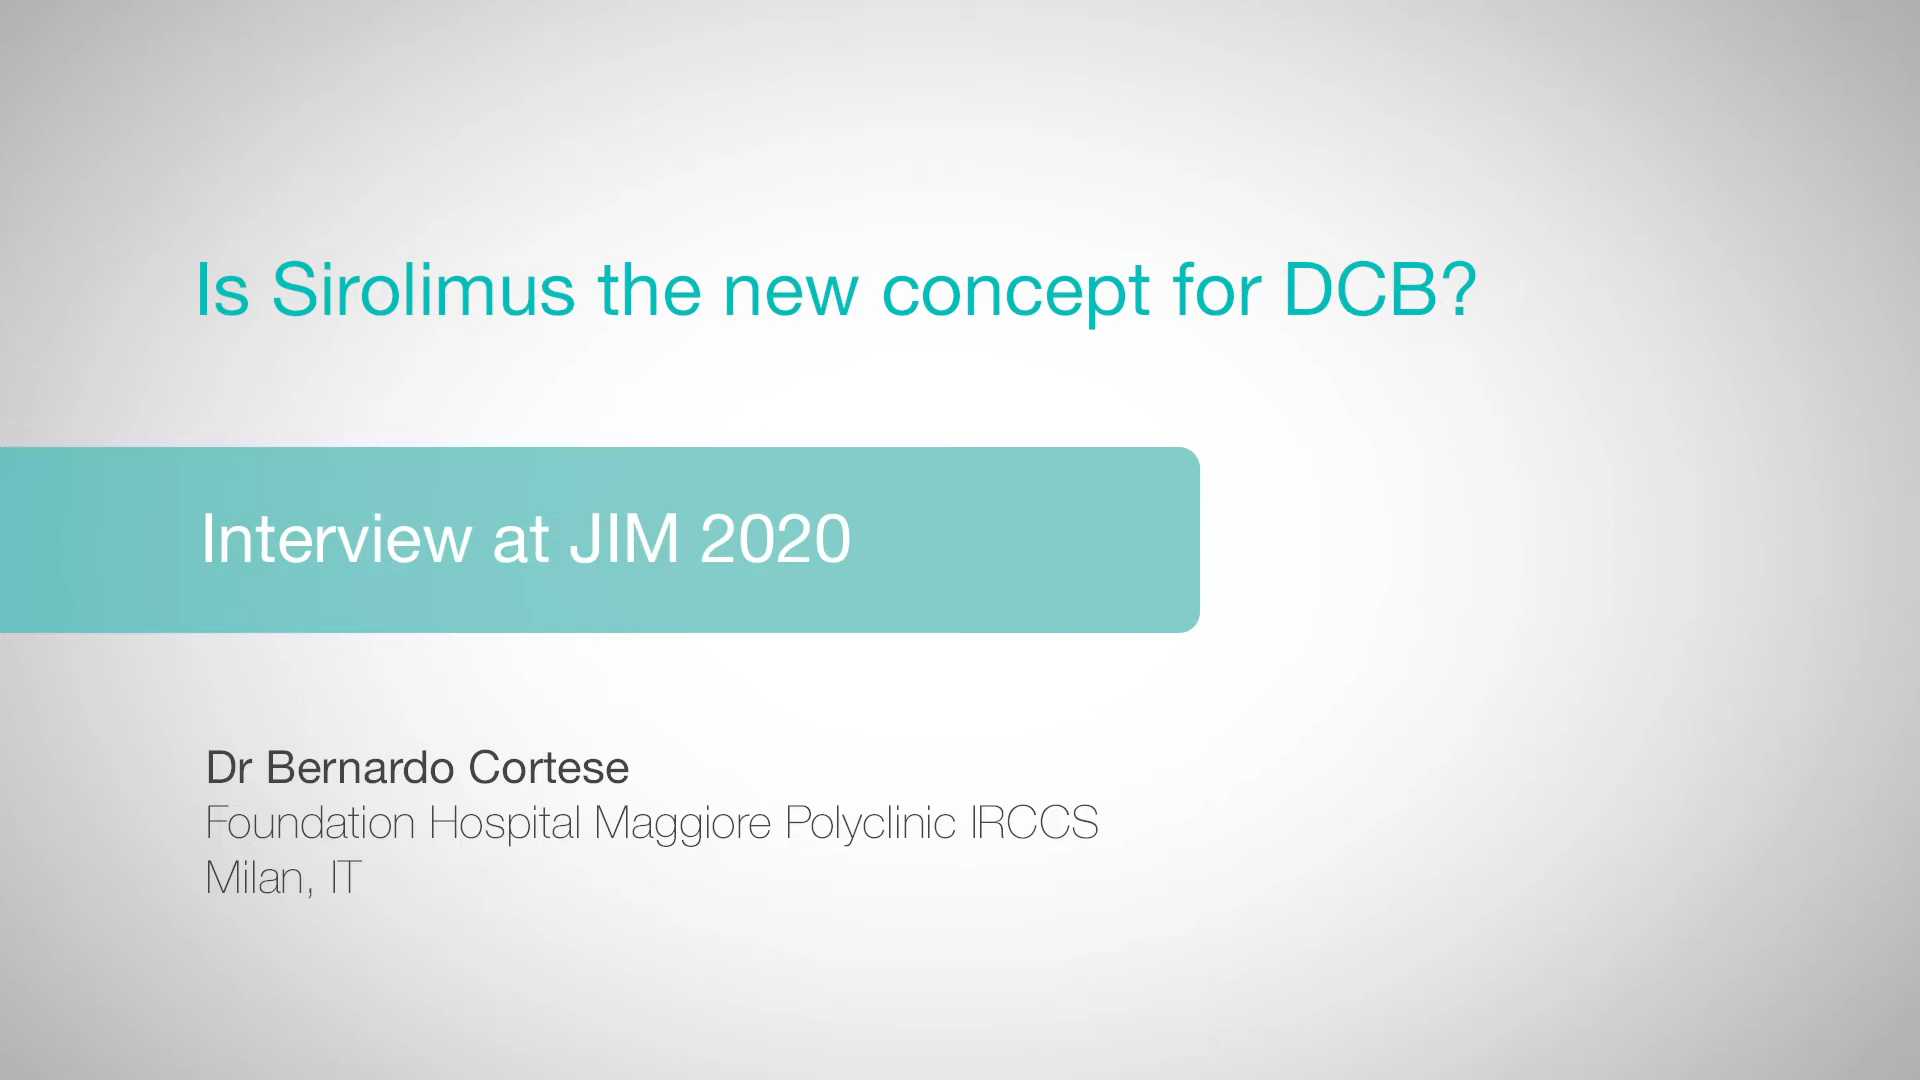 Is Sirolimus the new concept for DCB?
Interview at JIM 2020
Dr Bernardo Cortese
Foundation Hospital Maggiore Polyclinic IRCCS
Milan, IT